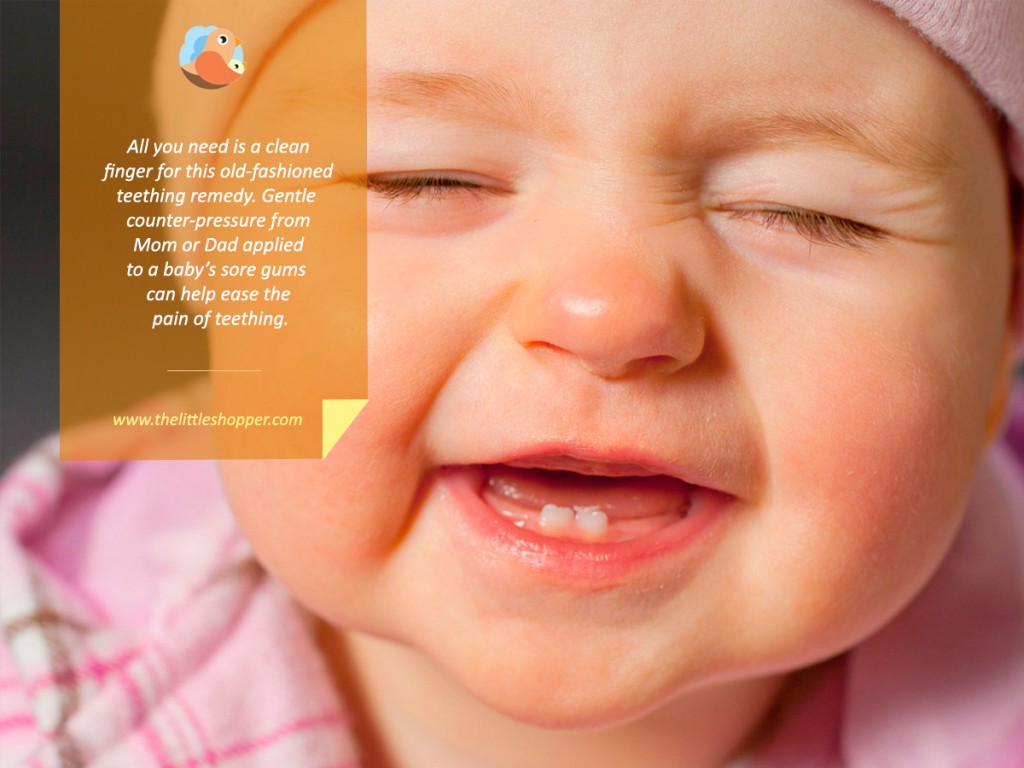 All you need is a clean
finger for this old-fashioned
teething remedy. Gentle
counter-pressure from
Mom or Dad applied
to a baby’s sore gums
can help ease the
pain of teething.
www.thelittleshopper.com